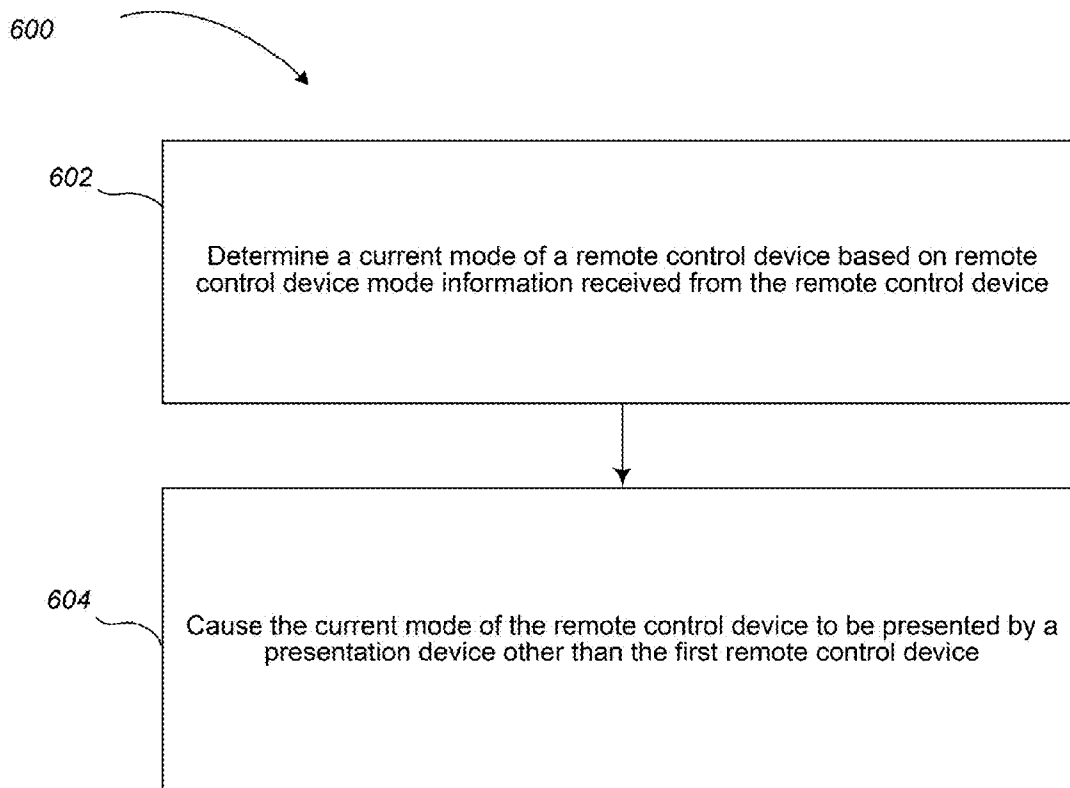 600
602
Determine a current mode of a remote control device based on remote
control device mode information received from the remote control device
604
Cause the current mode of the remote control device to be presented by a
presentation device other than the first remote control device